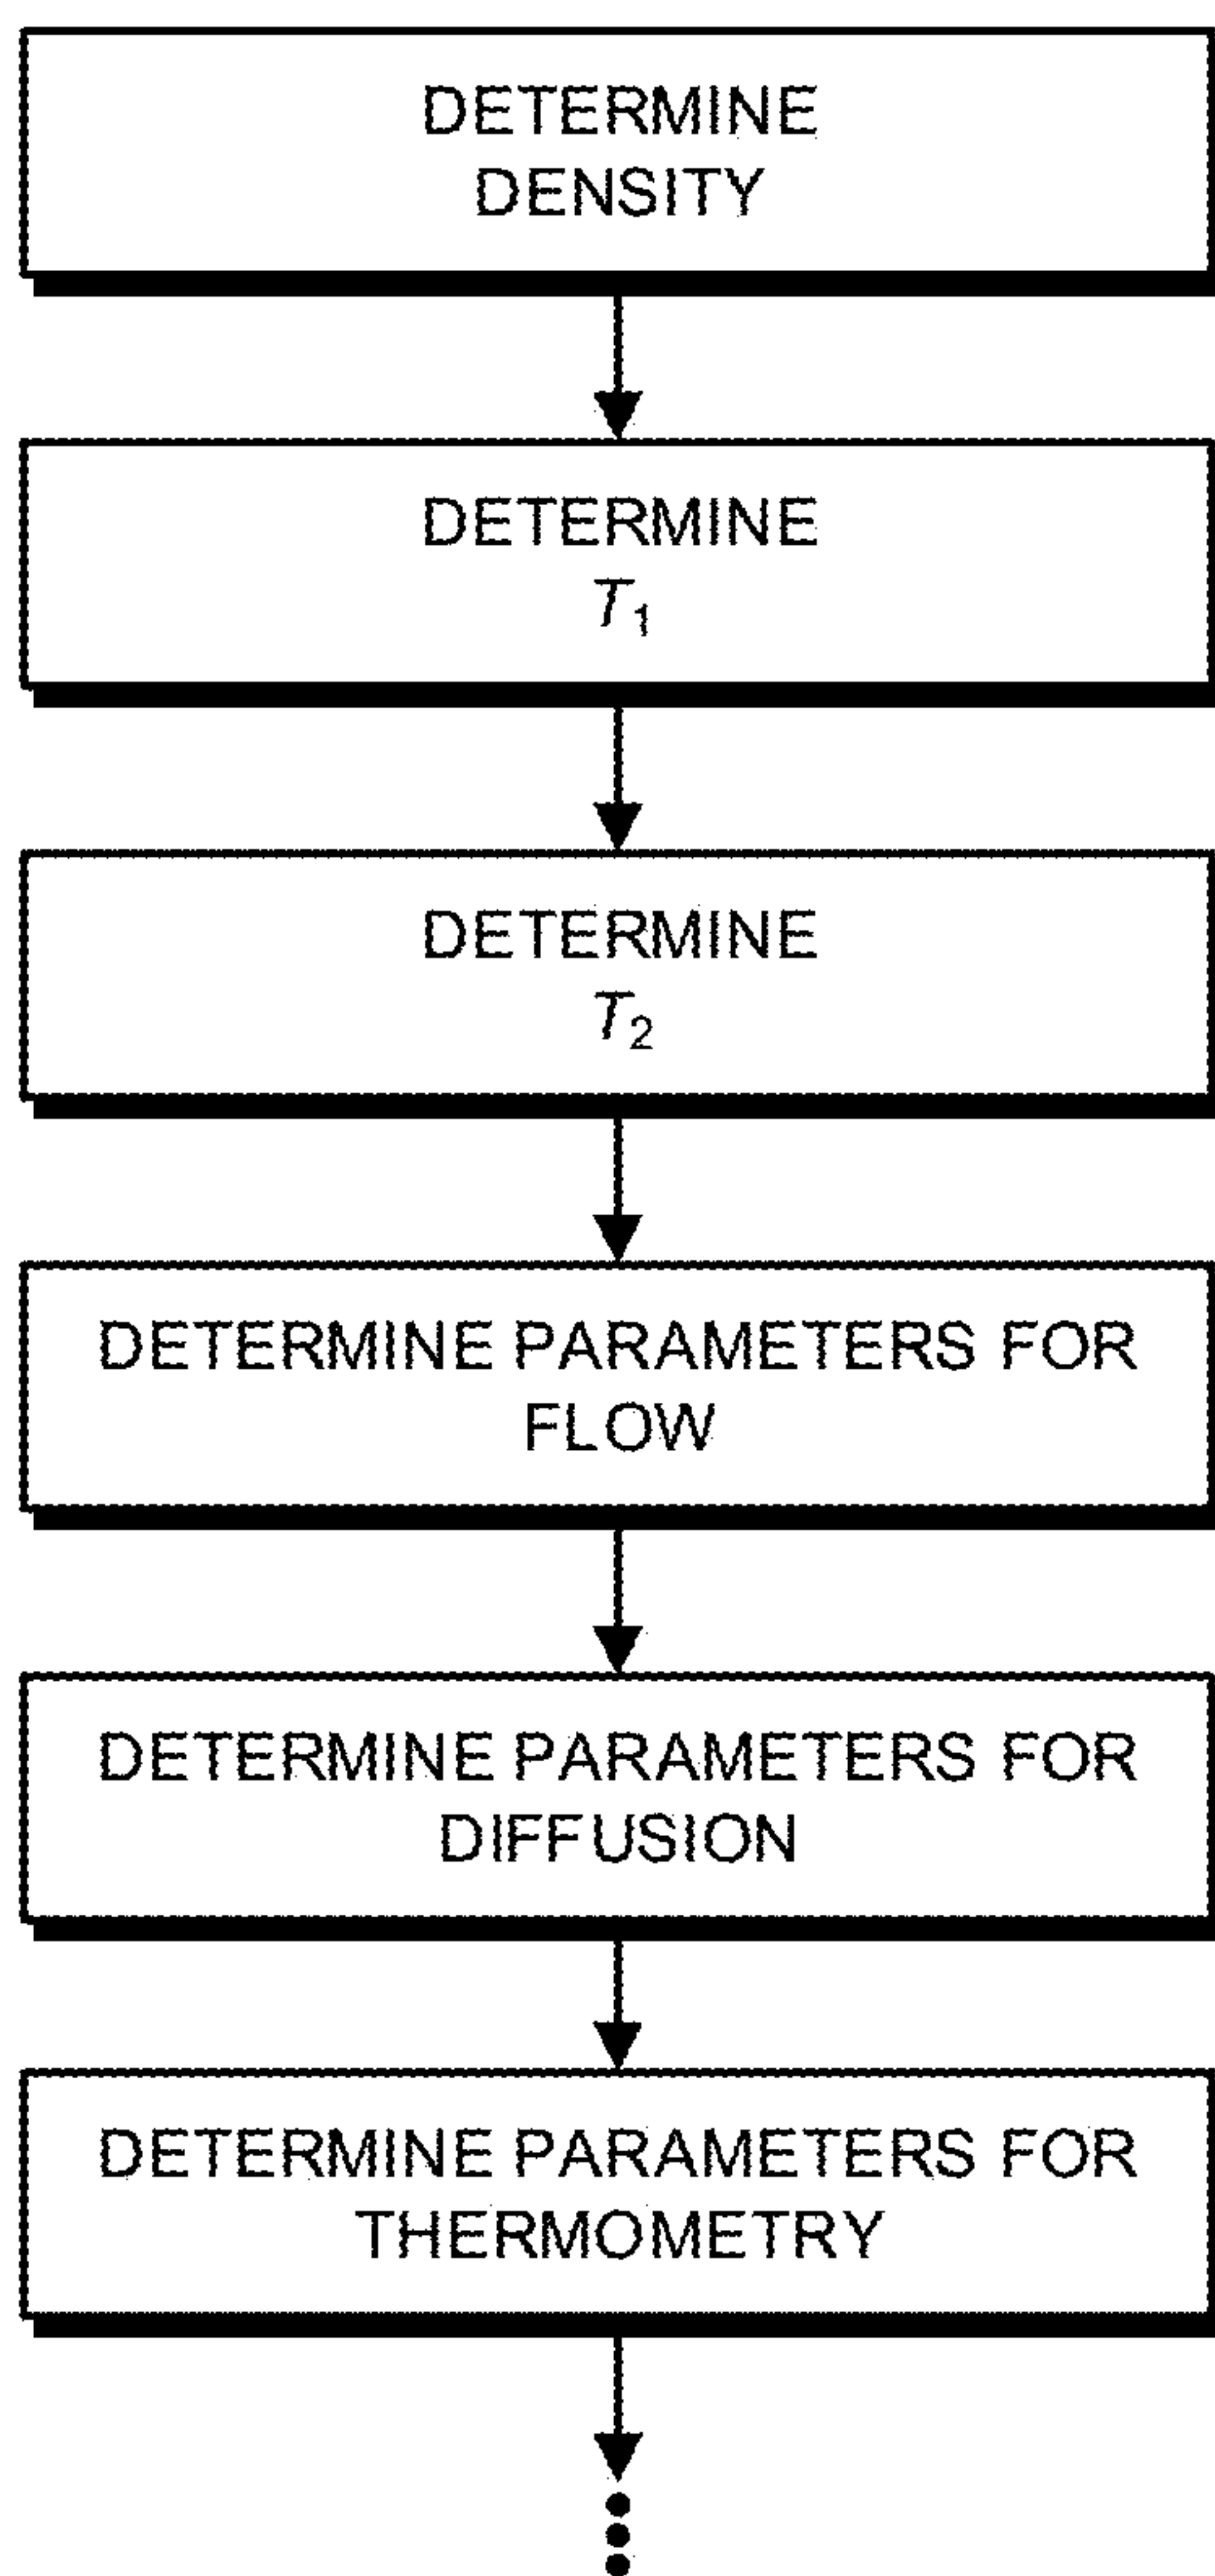 DETERMINE
DENSITY
DETERMINE
T₁
DETERMINE
T₂
DETERMINE PARAMETERS FOR
FLOW
DETERMINE PARAMETERS FOR
DIFFUSION
DETERMINE PARAMETERS FOR
THERMOMETRY